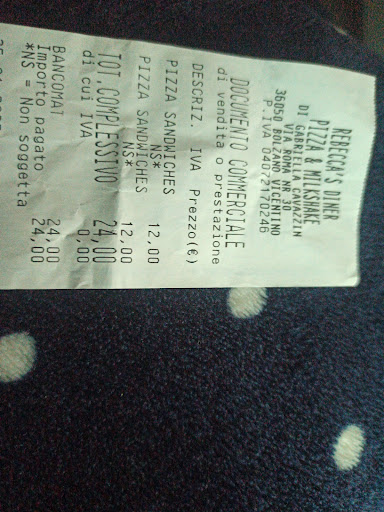 REBECCA'S DINER
PIZZA & MILKSHAKE
DI GABRIELLA CAVAZZIN
VIA ROMA NR 30
36050 BOLZANO VICENTINO
P.IVA 04072170246
DOCUMENTO COMMERCIALE
di vendita o prestazione
DESCRIZ. IVA Prezzo(€)
PIZZA SANDWICHES
NS* 12,00
PIZZA SANDWICHES
NS* 12,00
TOT.COMPLESSIVO 24,00
di cui IVA 0,00
BANCOMAT 24,00
Importo pagato 24,00
*NS = Non soggetta